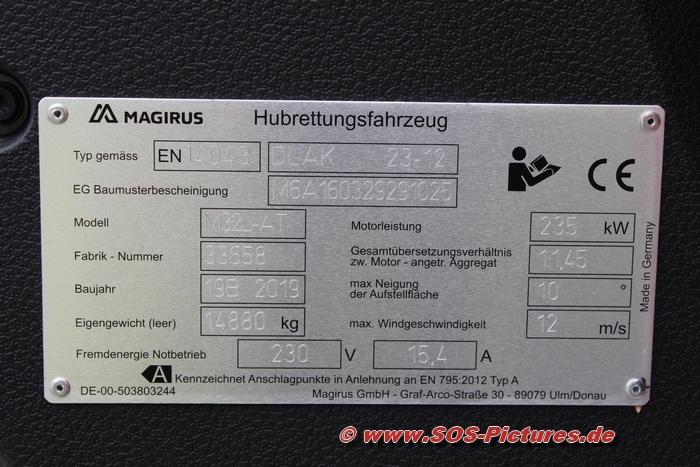 MAGIRUS Hubrettungsfahrzeug
Typ gemäss EN 14043 DLAK 23-12
EG Baumusterbescheinigung M6A160329291025
Modell M32L-AT Motorleistung 235 kW
Fabrik - Nummer 33658 Gesamtübersetzungsverhältnis zw. Motor - angetr. Aggregat 1:1,45
Baujahr 19B 2019 max Neigung der Aufstellfläche 10 °
Eigengewicht (leer) 14880 kg max. Windgeschwindigkeit 12 m/s
Fremdenergie Notbetrieb 230 V 15,4 A
A Kennzeichnet Anschlagpunkte in Anlehnung an EN 795:2012 Typ A
DE-00-503803244 Magirus GmbH - Graf-Arco-Straße 30 - 89079 Ulm/Donau
CE
Made in Germany
© www.SOS-Pictures.de